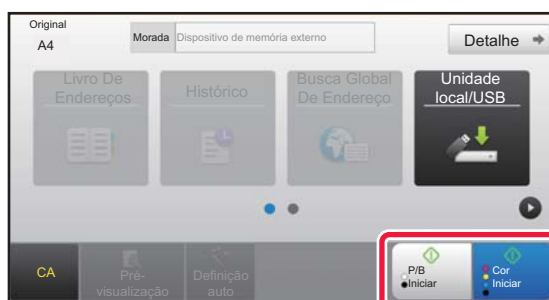 Original
A4
Morada Dispositivo de memória externo
Detalhe
Livro De
Endereços
Histórico
Busca Global
De Endereço
Unidade
local/USB
CA
Pré-
visualização
Definição
auto
P/B
Iniciar
Cor
Iniciar